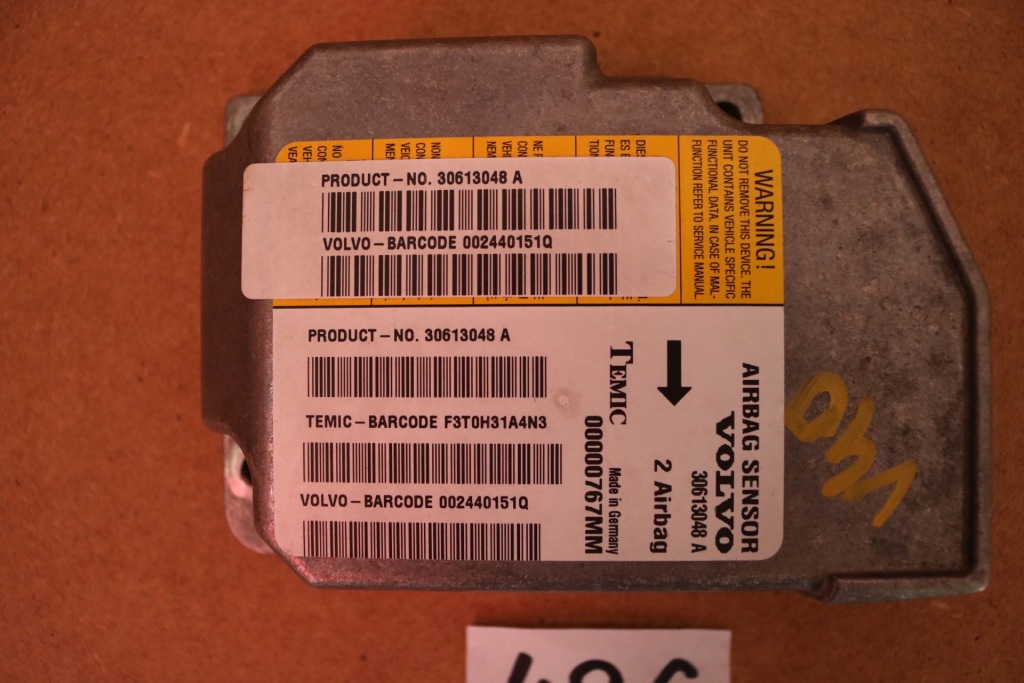 PRODUCT-NO. 30613048 A
VOLVO-BARCODE 002440151Q
WARNING!
DO NOT REMOVE THIS DEVICE. THE
UNIT CONTAINS VEHICLE SPECIFIC
FUNCTIONAL DATA. IN CASE OF MAL-
FUNCTION REFER TO SERVICE MANUAL.
PRODUCT-NO. 30613048 A
TEMIC-BARCODE F3T0H31A4N3
VOLVO-BARCODE 002440151Q
AIRBAG SENSOR
VOLVO
30613048 A
2 Airbag
TEMIC
00000767MM
Made in Germany
V40